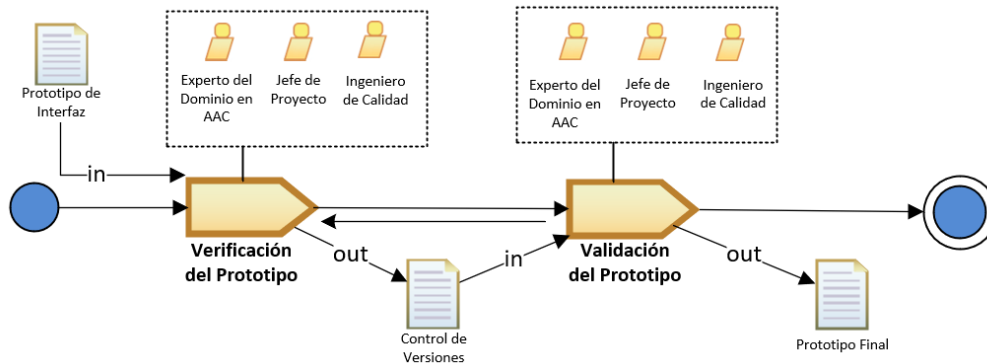 Prototipo de
Interfaz
Experto del
Dominio en
AAC
Jefe de
Proyecto
Ingeniero
de Calidad
Experto del
Dominio en
AAC
Jefe de
Proyecto
Ingeniero
de Calidad
in
Verificación
del Prototipo
out
Control de
Versiones
in
Validación
del Prototipo
out
Prototipo Final